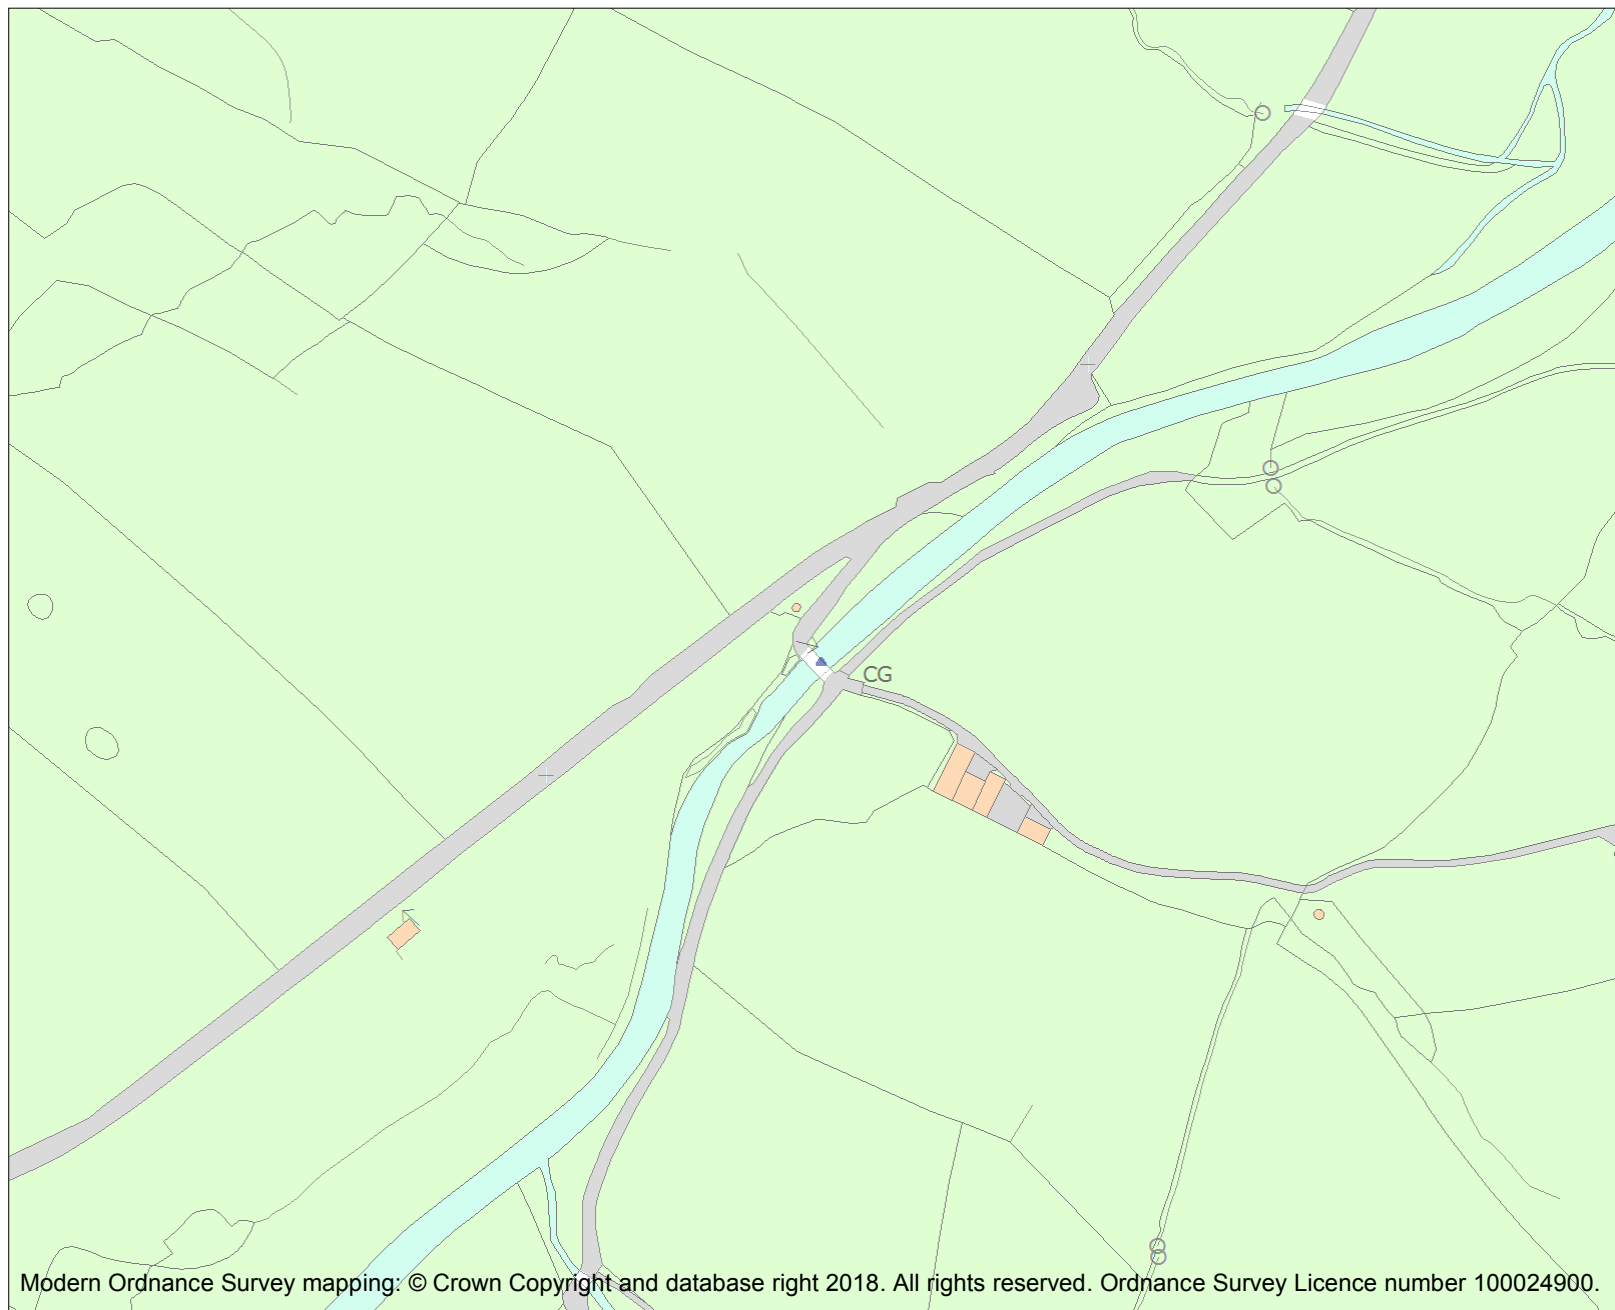 CG
Modern Ordnance Survey mapping: © Crown Copyright and database right 2018. All rights reserved. Ordnance Survey Licence number 100024900.